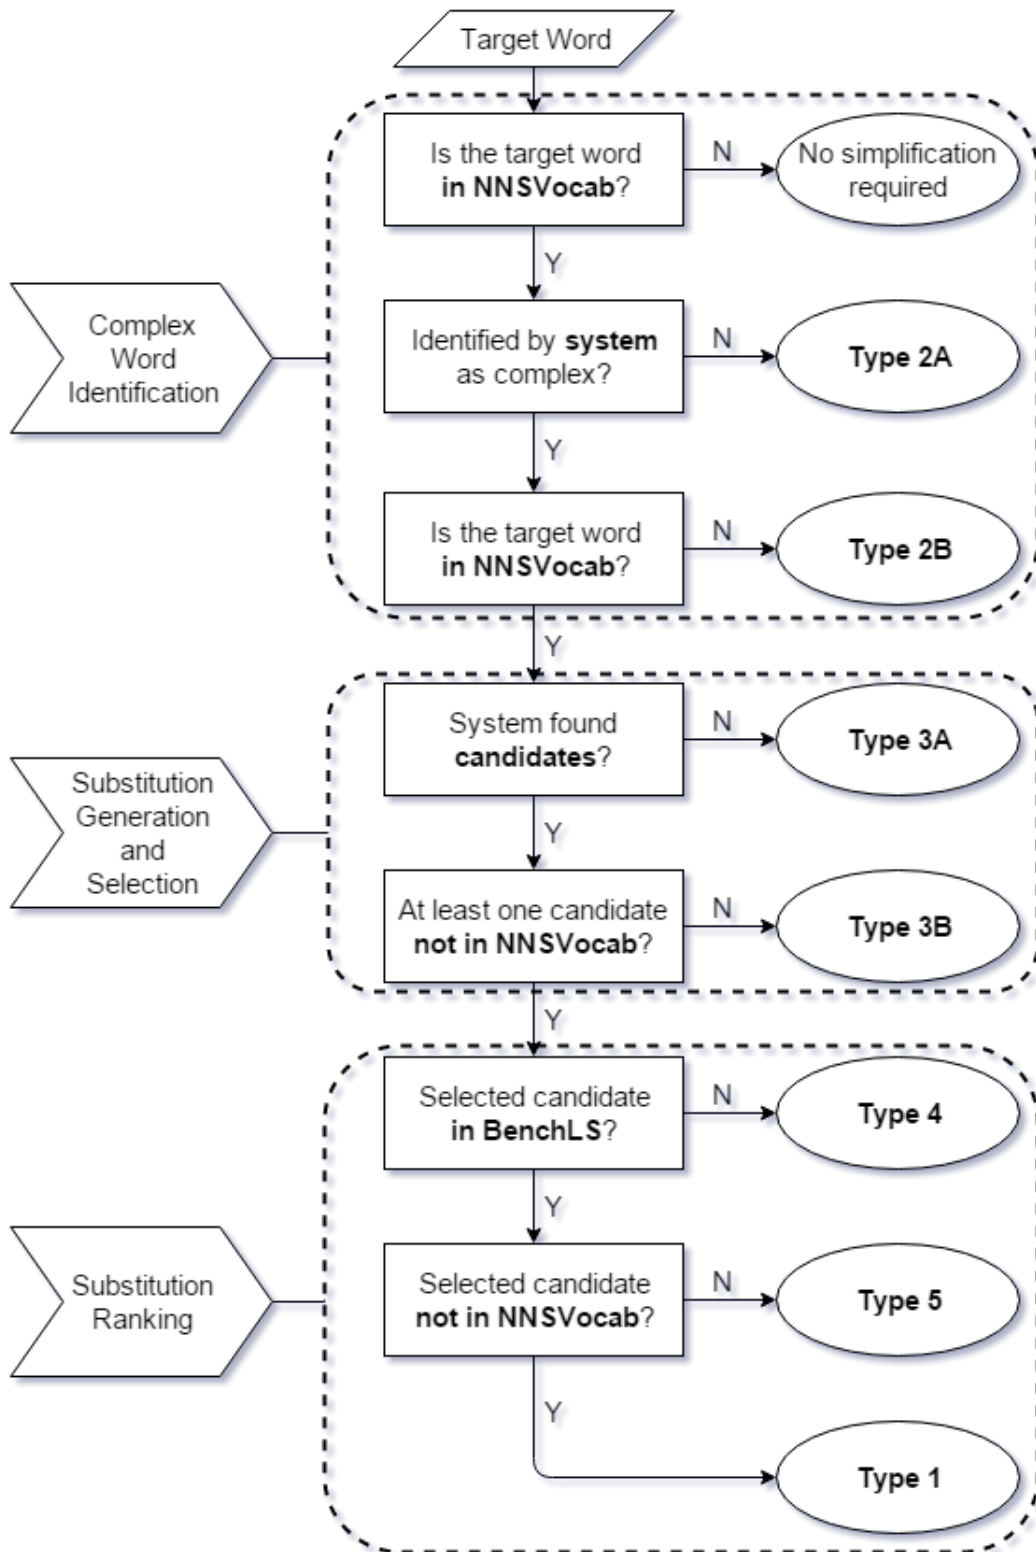 Target Word
Is the target word
in NNSVocab?
N
No simplification
required
Y
Complex
Word
Identification
Identified by system
as complex?
N
Type 2A
Y
Is the target word
in NNSVocab?
N
Type 2B
Y
System found
candidates?
N
Type 3A
Substitution
Generation
and
Selection
Y
At least one candidate
not in NNSVocab?
N
Type 3B
Y
Selected candidate
in BenchLS?
N
Type 4
Y
Substitution
Ranking
Selected candidate
not in NNSVocab?
N
Type 5
Y
Type 1